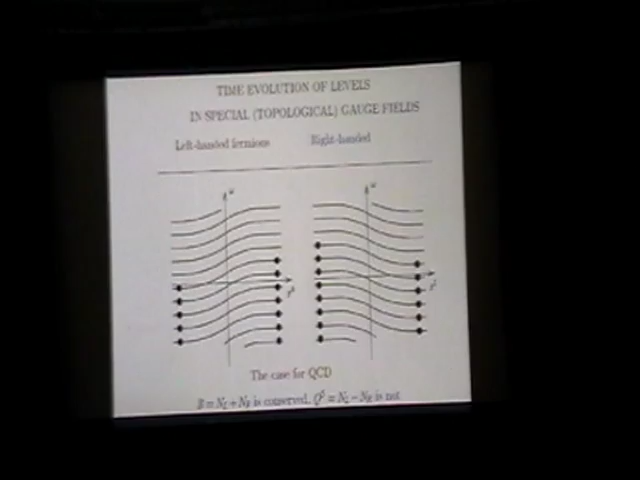 TIME EVOLUTION OF LEVELS
IN SPECIAL (TOPOLOGICAL) GAUGE FIELDS
Left-handed fermions Right-handed
The case for QCD
B = N_L + N_R is conserved, Q^5 = N_L − N_R is not